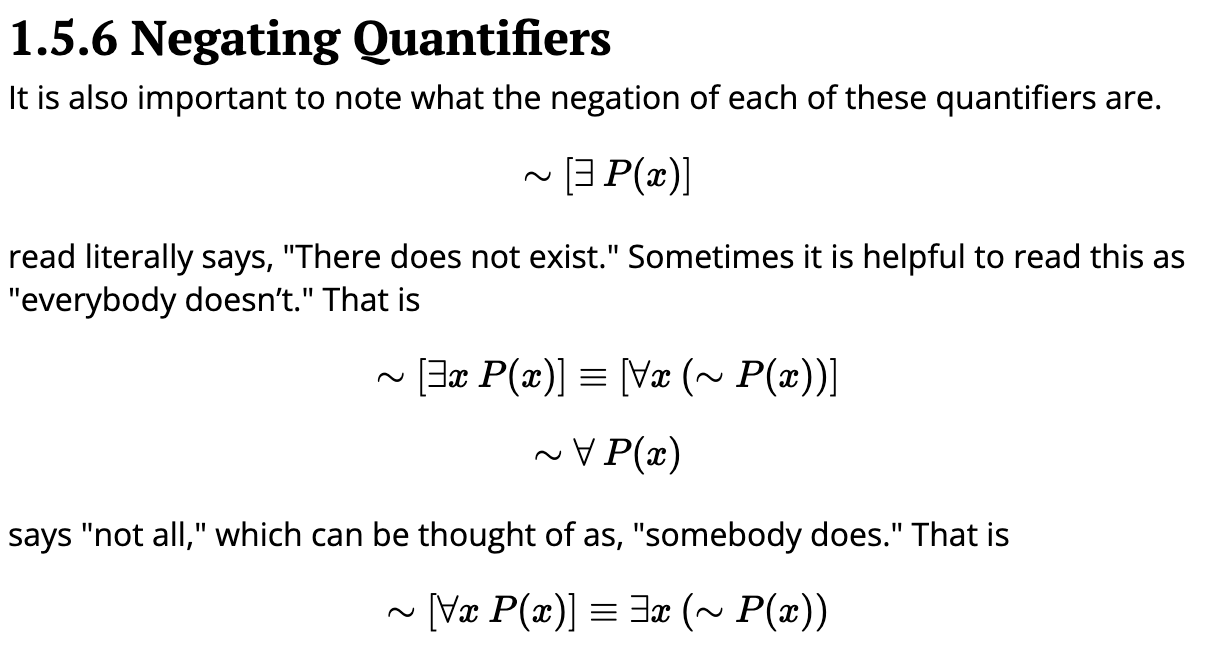 1.5.6 Negating Quantifiers
It is also important to note what the negation of each of these quantifiers are.
∼ [∃ P(x)]
read literally says, "There does not exist." Sometimes it is helpful to read this as
"everybody doesn’t." That is
∼ [∃x P(x)] ≡ [∀x (∼ P(x))]
∼ ∀ P(x)
says "not all," which can be thought of as, "somebody does." That is
∼ [∀x P(x)] ≡ ∃x (∼ P(x))